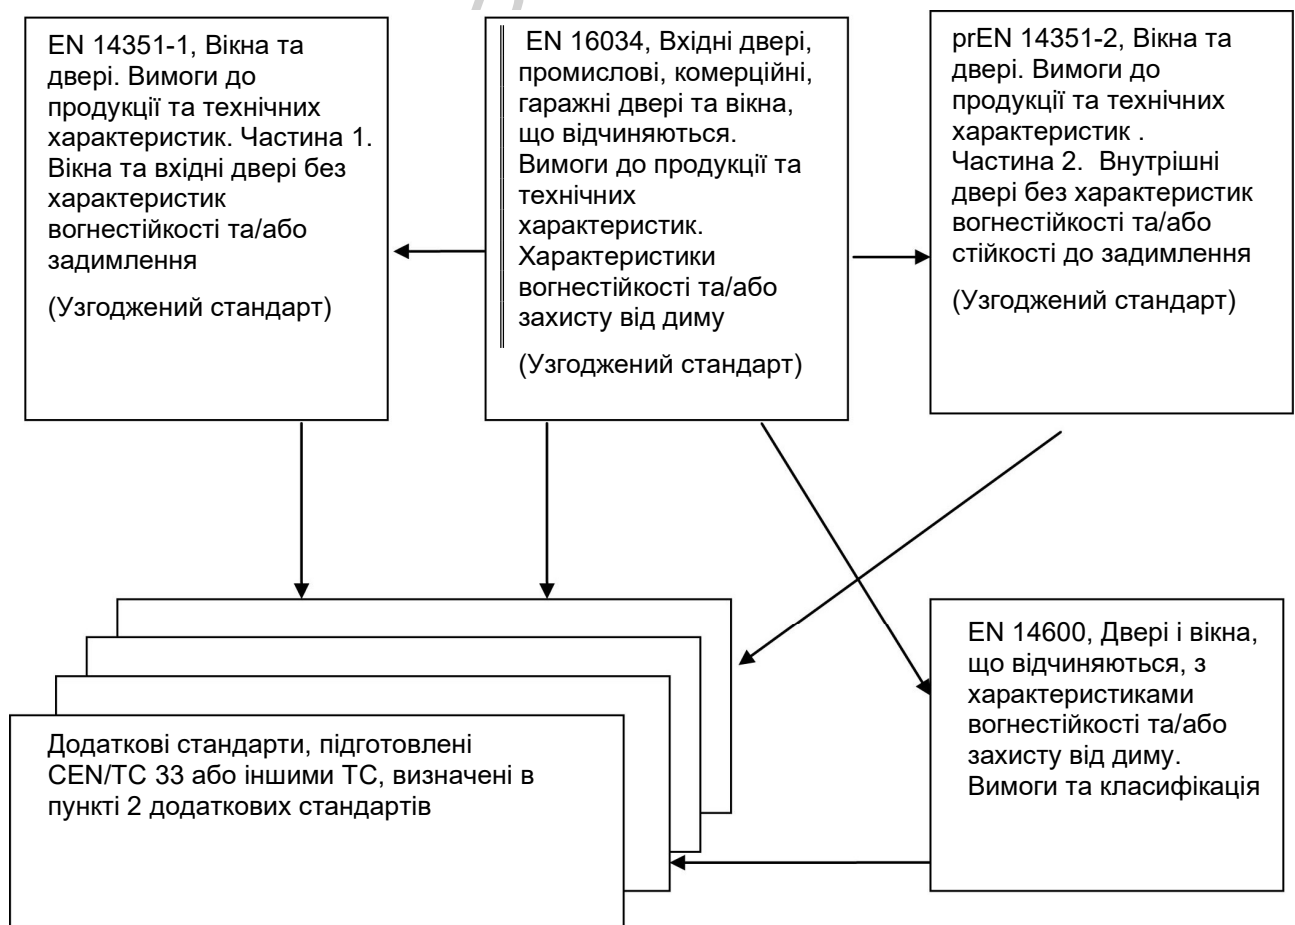 EN 14351-1, Вікна та
двері. Вимоги до
продукції та технічних
характеристик. Частина 1.
Вікна та вхідні двері без
характеристик
вогнестійкості та/або
задимлення
(Узгоджений стандарт)
EN 16034, Вхідні двері,
промислові, комерційні,
гаражні двері та вікна,
що відчиняються.
Вимоги до продукції та
технічних
характеристик.
Характеристики
вогнестійкості та/або
захисту від диму
(Узгоджений стандарт)
prEN 14351-2, Вікна та
двері. Вимоги до
продукції та технічних
характеристик .
Частина 2. Внутрішні
двері без характеристик
вогнестійкості та/або
стійкості до задимлення
(Узгоджений стандарт)
Додаткові стандарти, підготовлені
CEN/TC 33 або іншими ТС, визначені в
пункті 2 додаткових стандартів
EN 14600, Двері і вікна,
що відчиняються, з
характеристиками
вогнестійкості та/або
захисту від диму.
Вимоги та класифікація